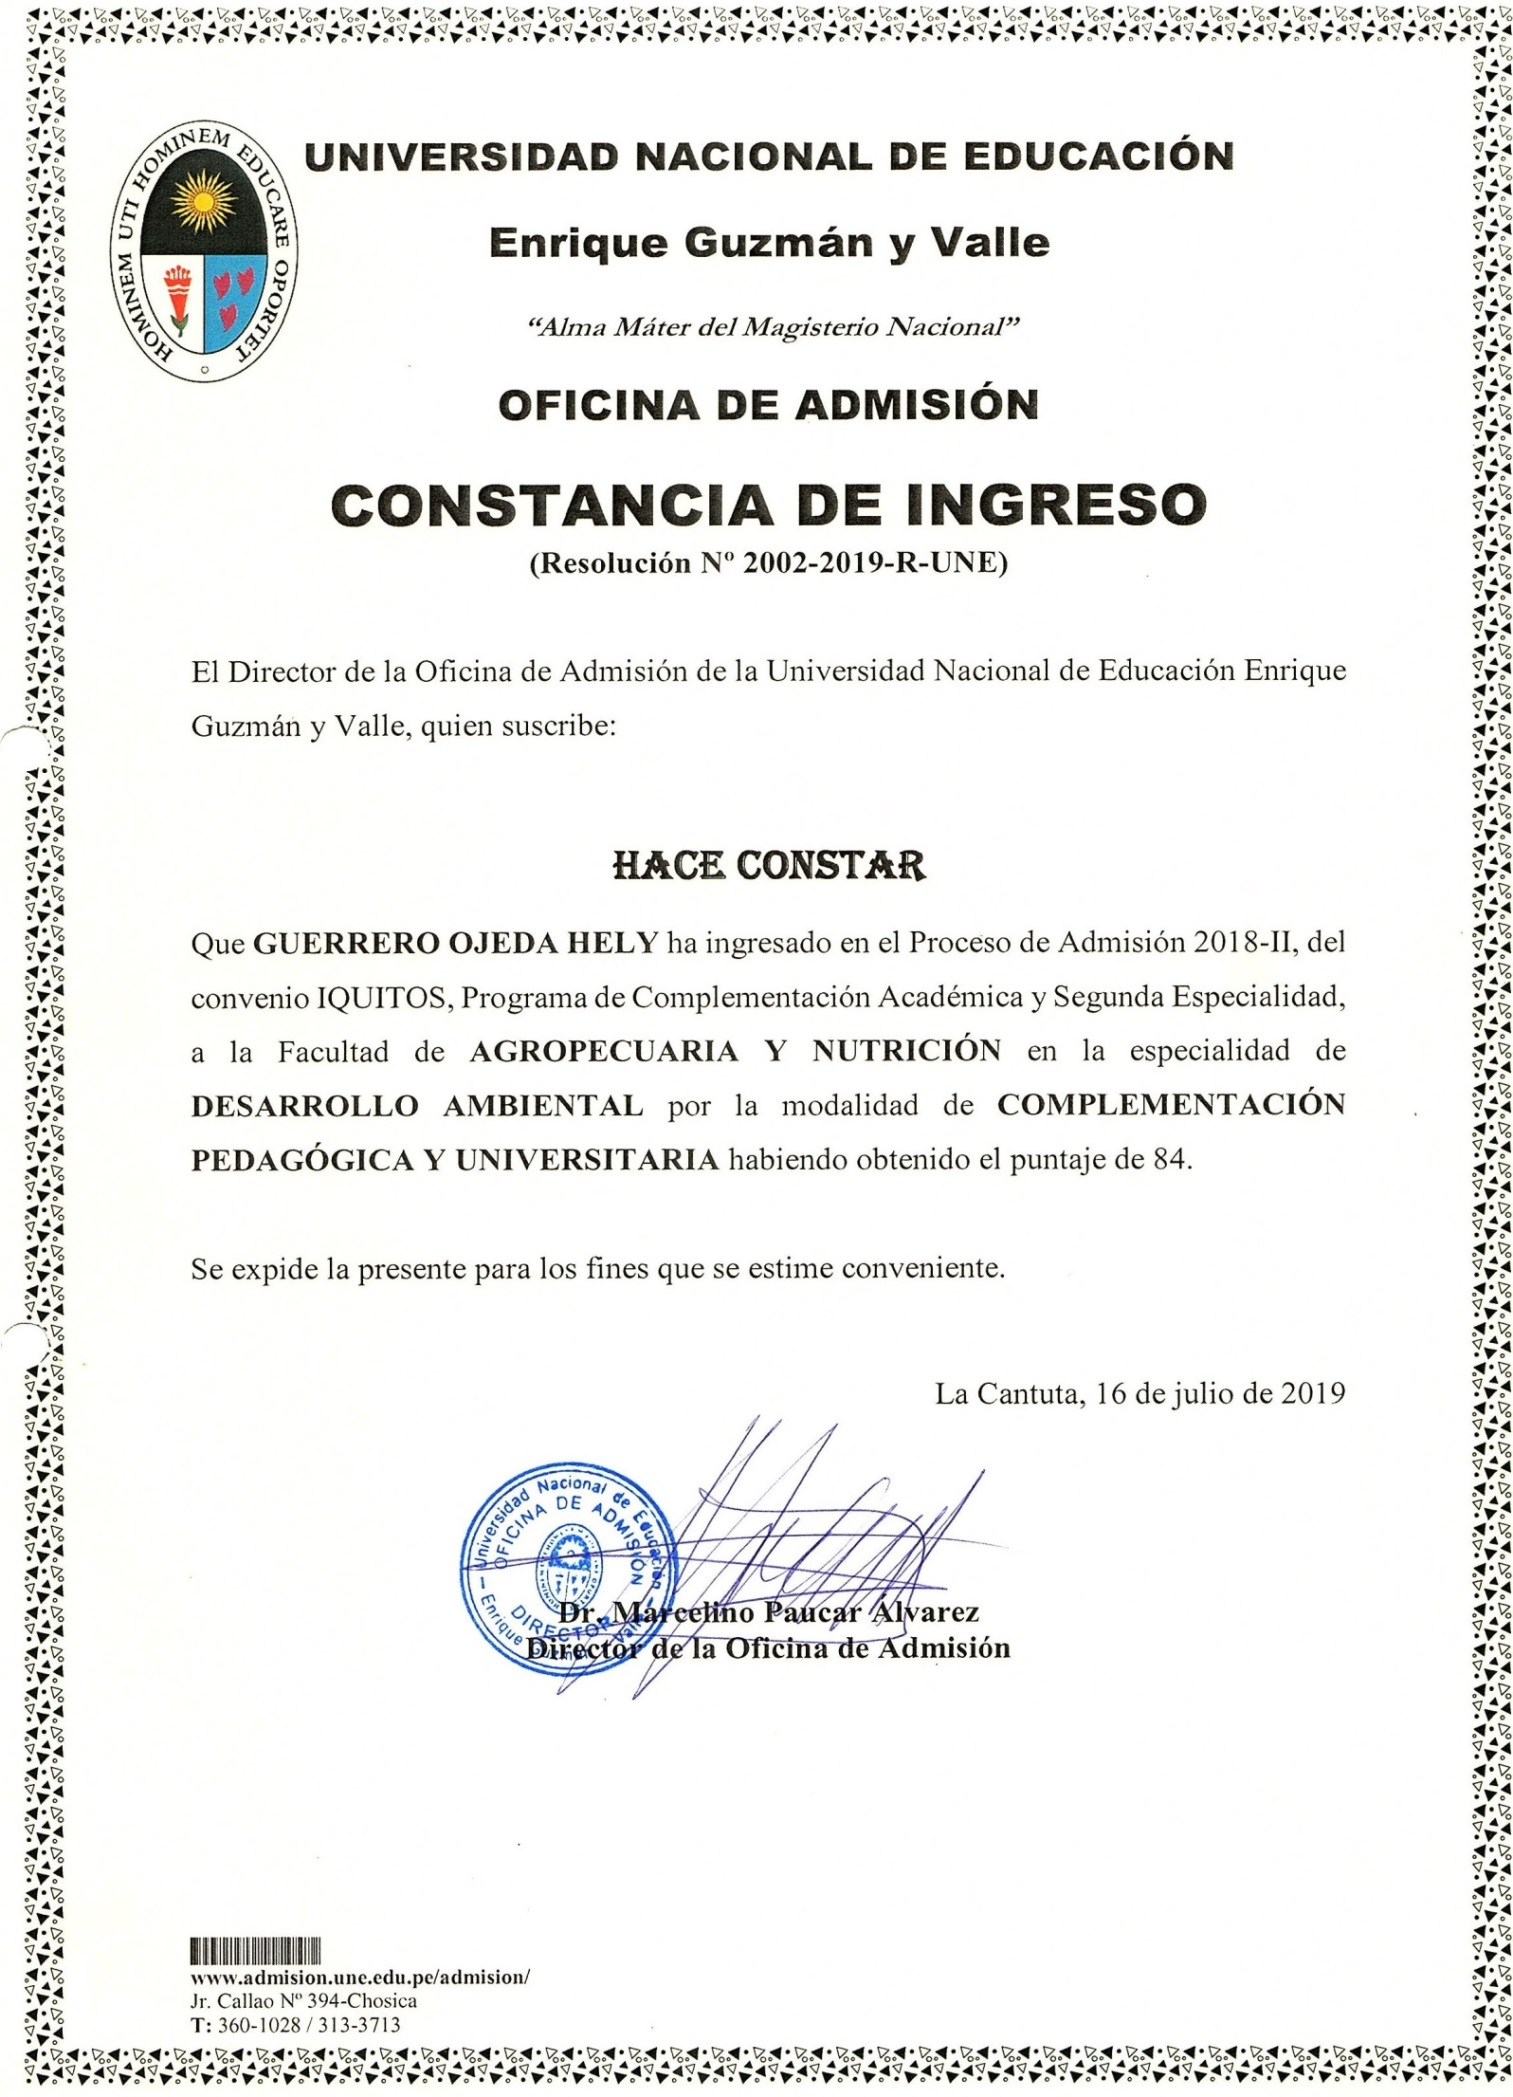 HOMINEM UTI HOMINEM EDUCARE OPORTET
UNIVERSIDAD NACIONAL DE EDUCACIÓN
Enrique Guzmán y Valle
“Alma Máter del Magisterio Nacional”
OFICINA DE ADMISIÓN
CONSTANCIA DE INGRESO
(Resolución Nº 2002-2019-R-UNE)
El Director de la Oficina de Admisión de la Universidad Nacional de Educación Enrique
Guzmán y Valle, quien suscribe:
HACE CONSTAR
Que GUERRERO OJEDA HELY ha ingresado en el Proceso de Admisión 2018-II, del
convenio IQUITOS, Programa de Complementación Académica y Segunda Especialidad,
a la Facultad de AGROPECUARIA Y NUTRICIÓN en la especialidad de
DESARROLLO AMBIENTAL por la modalidad de COMPLEMENTACIÓN
PEDAGÓGICA Y UNIVERSITARIA habiendo obtenido el puntaje de 84.
Se expide la presente para los fines que se estime conveniente.
La Cantuta, 16 de julio de 2019
Universidad Nacional de Educación
OFICINA DE ADMISIÓN
DIRECTOR
Enrique Guzmán y Valle
Dr. Marcelino Paucar Álvarez
Director de la Oficina de Admisión
www.admision.une.edu.pe/admision/
Jr. Callao Nº 394-Chosica
T: 360-1028 / 313-3713